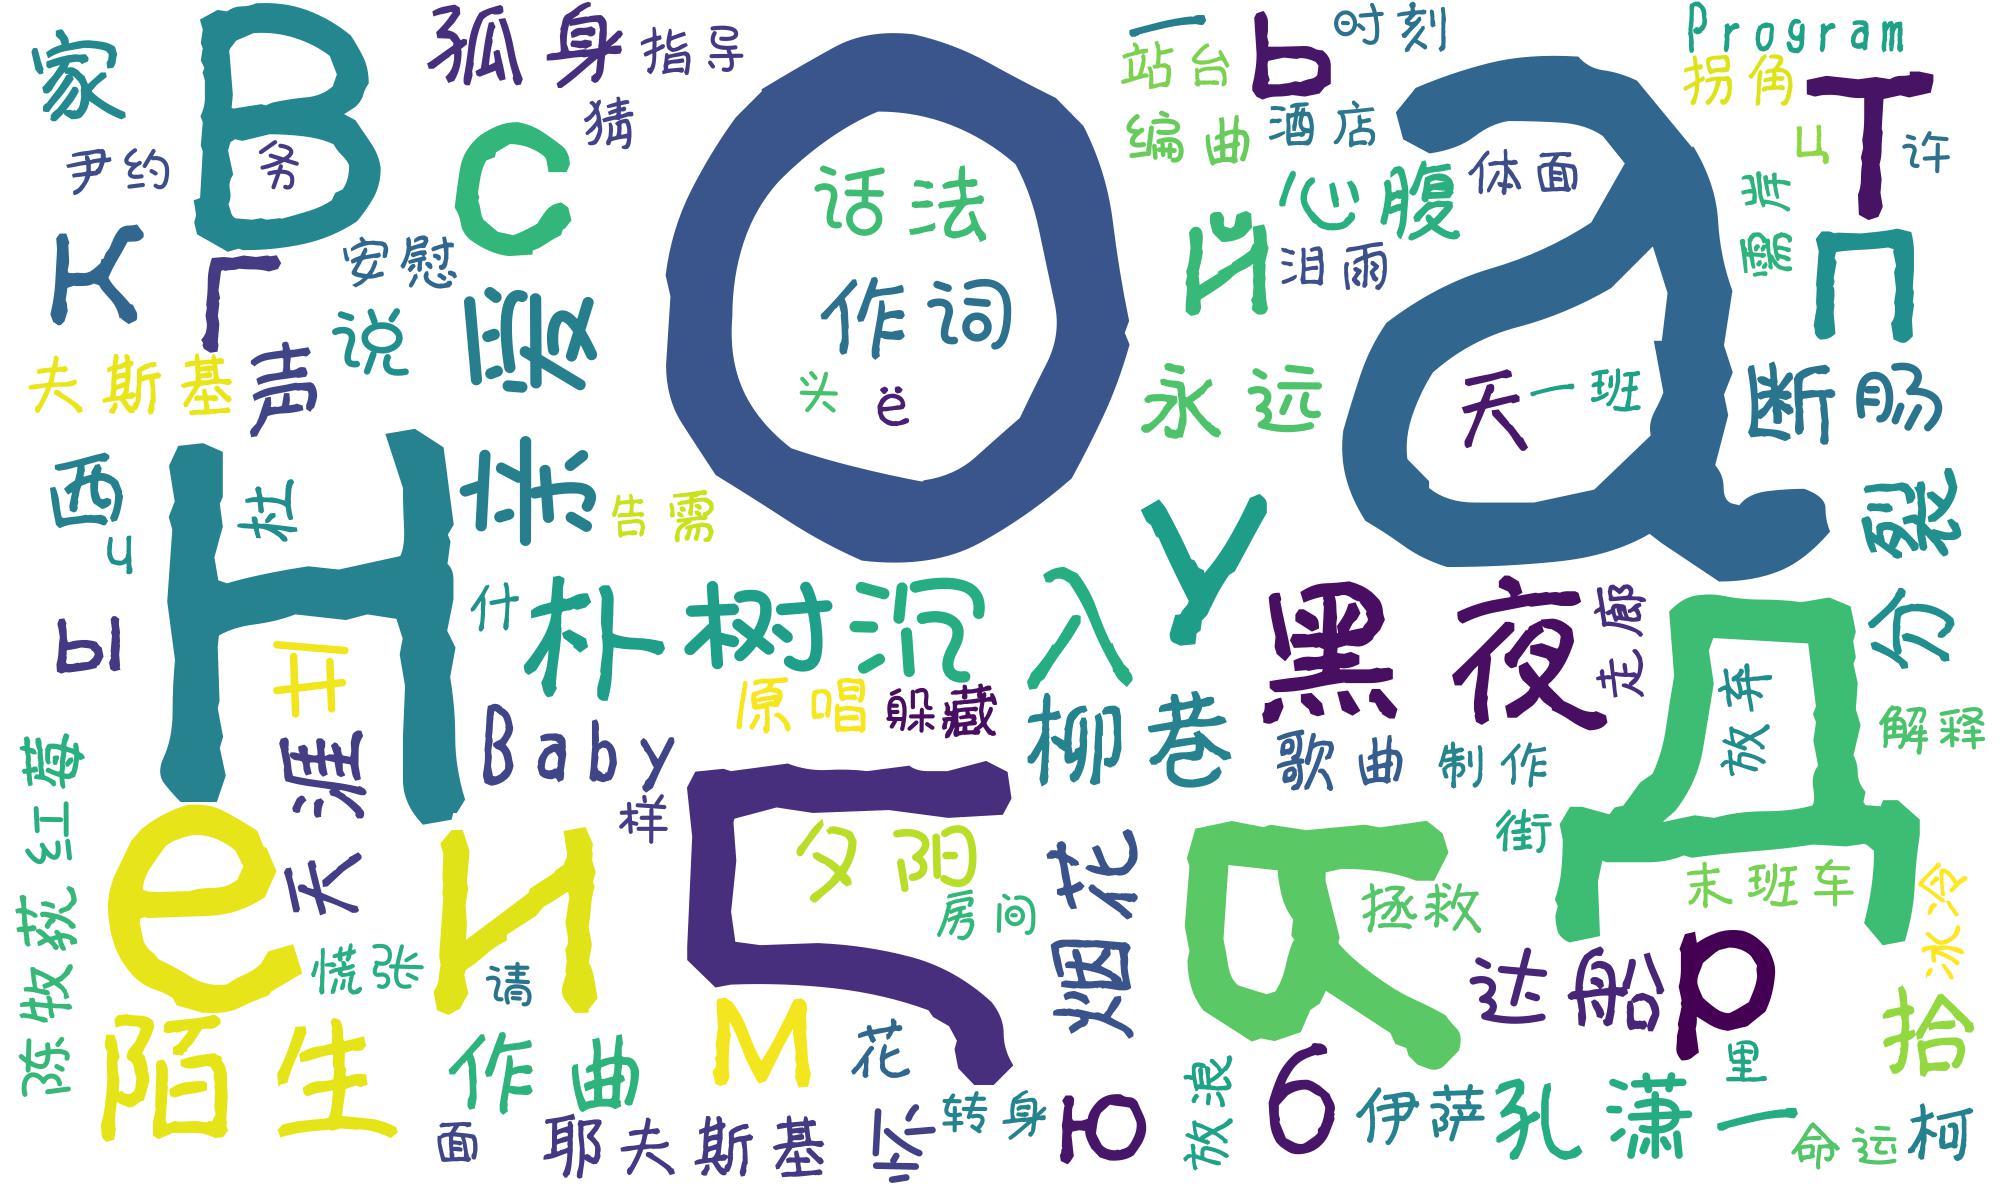 家
B
孤身
指导
猜
一
站台
ь
时刻
Program
拐角
т
ц
许
尹约
务
c
о
话法
作词
头
ё
编曲
酒店
心腹
体面
а
й
泪雨
需岸
п
к
г
安慰
说
爱
夫斯基
声
永远
天
一班
断肠
西
ч
н
杜
亲
告需
y
分裂
ы
什
朴树
沉
入
黑夜
走廊
д
放弃
开
天涯
Baby
原唱
躲藏
柳巷
歌曲
制作
解释
陈牧荻
红莓
样
街
е
и
夕阳
房间
烟花
я
拯救
末班车
冰冷
慌张
请
达
船
р
拾
陌生
作曲
м
花
放浪
б
里
面
耶夫斯基
转身
ю
伊萨
孔潇一
命运
柯